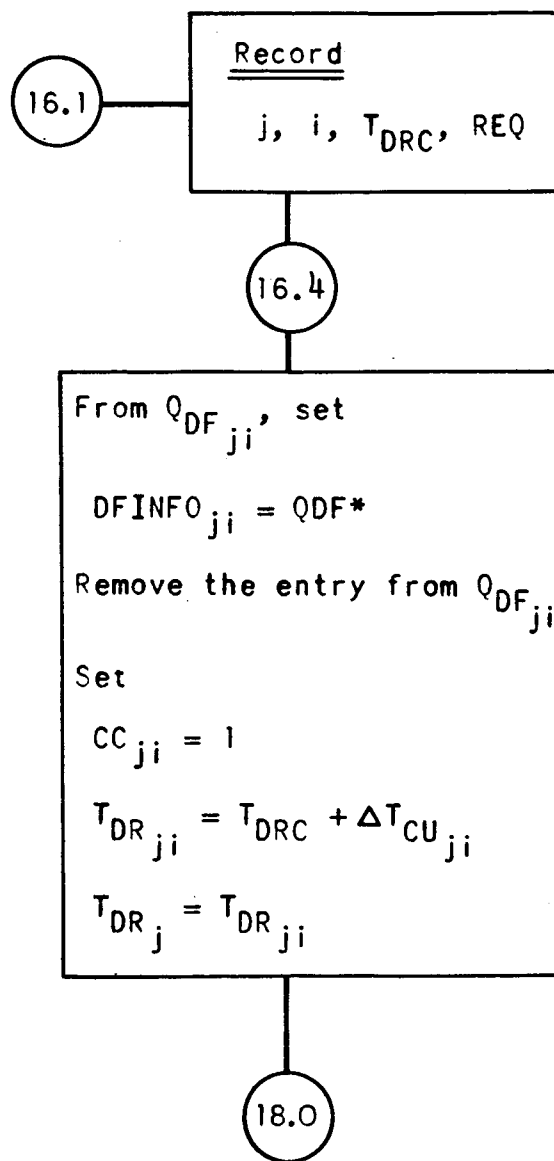 Record
16.1
j, i, T_DRC, REQ
16.4
From Q_DF_ji, set
DFINFO_ji = QDF*
Remove the entry from Q_DF_ji
Set
CC_ji = 1
T_DR_ji = T_DRC + ΔT_CU_ji
T_DR_j = T_DR_ji
18.0